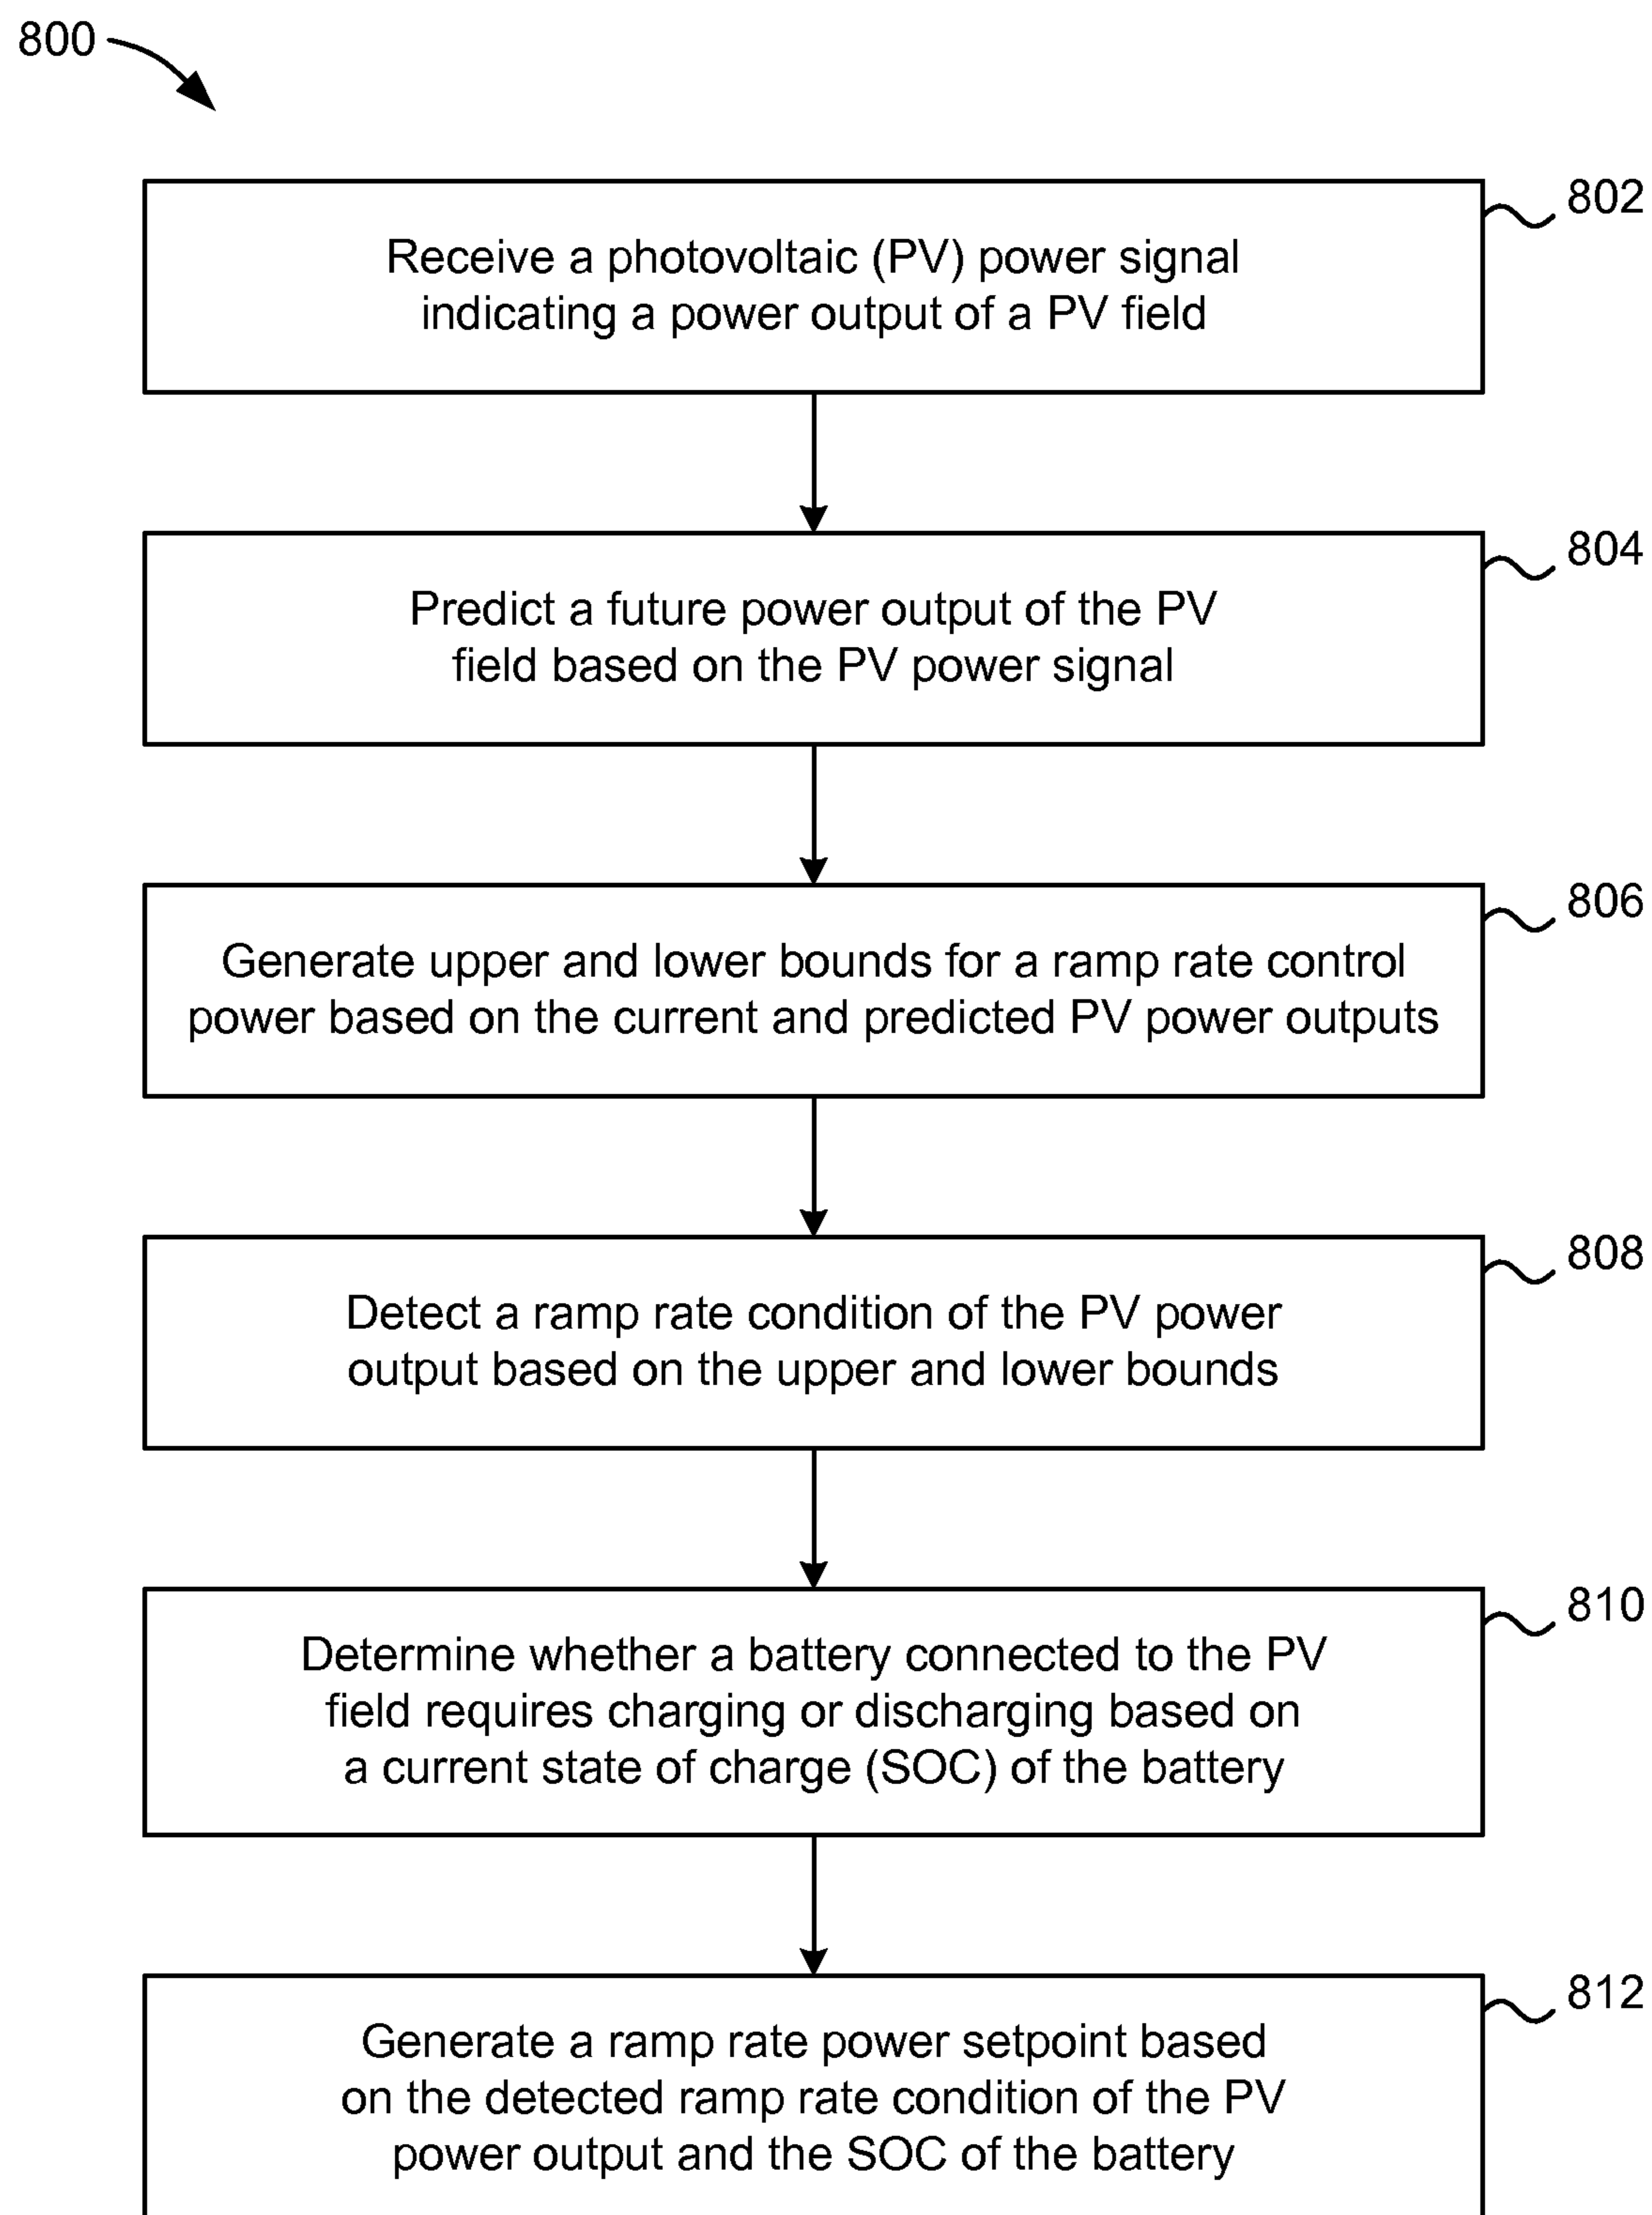 800
802
Receive a photovoltaic (PV) power signal
indicating a power output of a PV field
804
Predict a future power output of the PV
field based on the PV power signal
806
Generate upper and lower bounds for a ramp rate control
power based on the current and predicted PV power outputs
808
Detect a ramp rate condition of the PV power
output based on the upper and lower bounds
810
Determine whether a battery connected to the PV
field requires charging or discharging based on
a current state of charge (SOC) of the battery
812
Generate a ramp rate power setpoint based
on the detected ramp rate condition of the PV
power output and the SOC of the battery